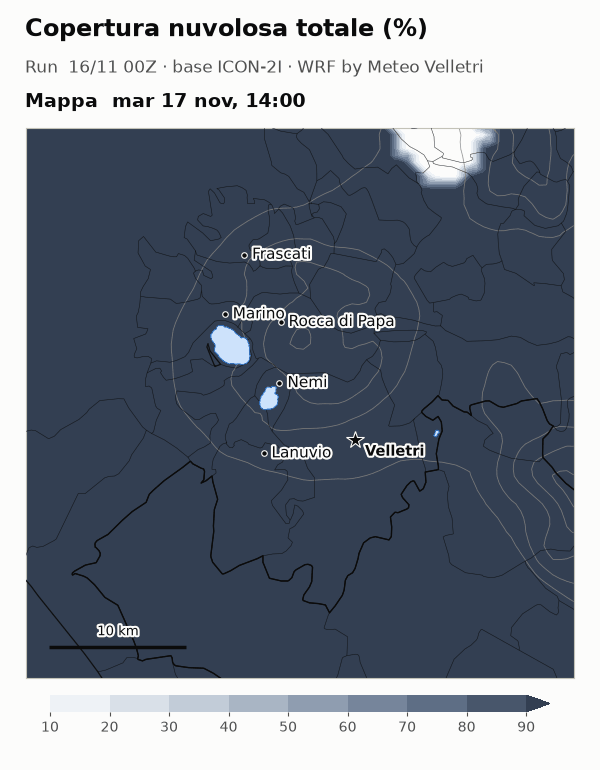 Copertura nuvolosa totale (%)
Run  16/11 00Z · base ICON-2I · WRF by Meteo Velletri
Mappa  mar 17 nov, 14:00
Frascati
Marino
Rocca di Papa
Nemi
Velletri
Lanuvio
10 km
10 20 30 40 50 60 70 80 90